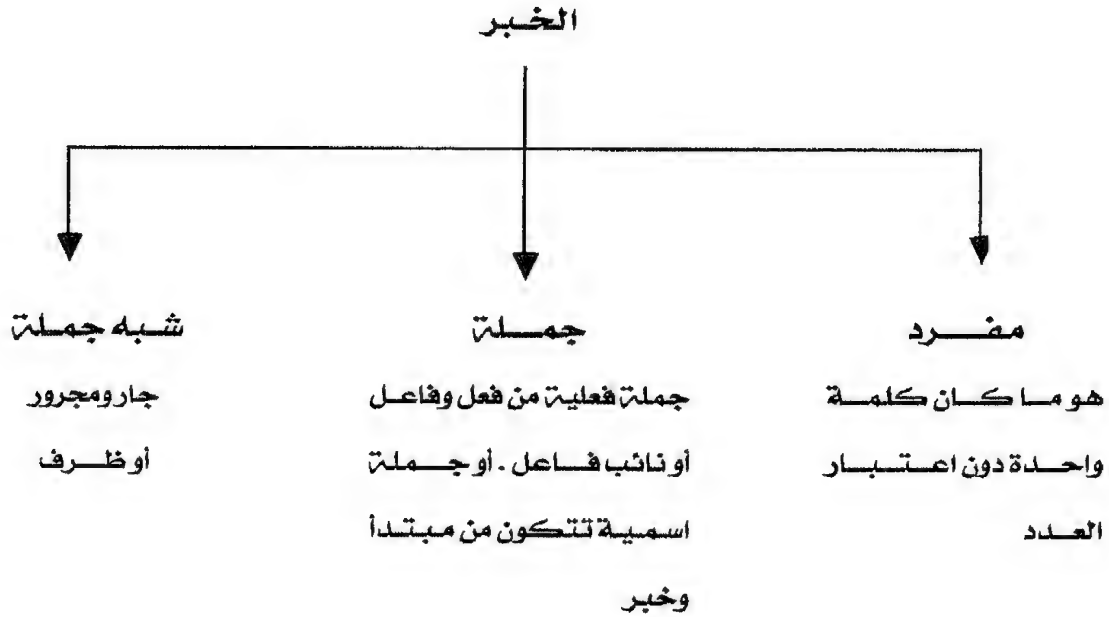 الخبر
مفرد
هو ما كان كلمة
واحدة دون اعتبار
العدد
جملة
جملة فعلية من فعل وفاعل
أو نائب فاعل . أو جملة
اسمية تتكون من مبتدأ
وخبر
شبه جملة
جار ومجرور
أو ظرف